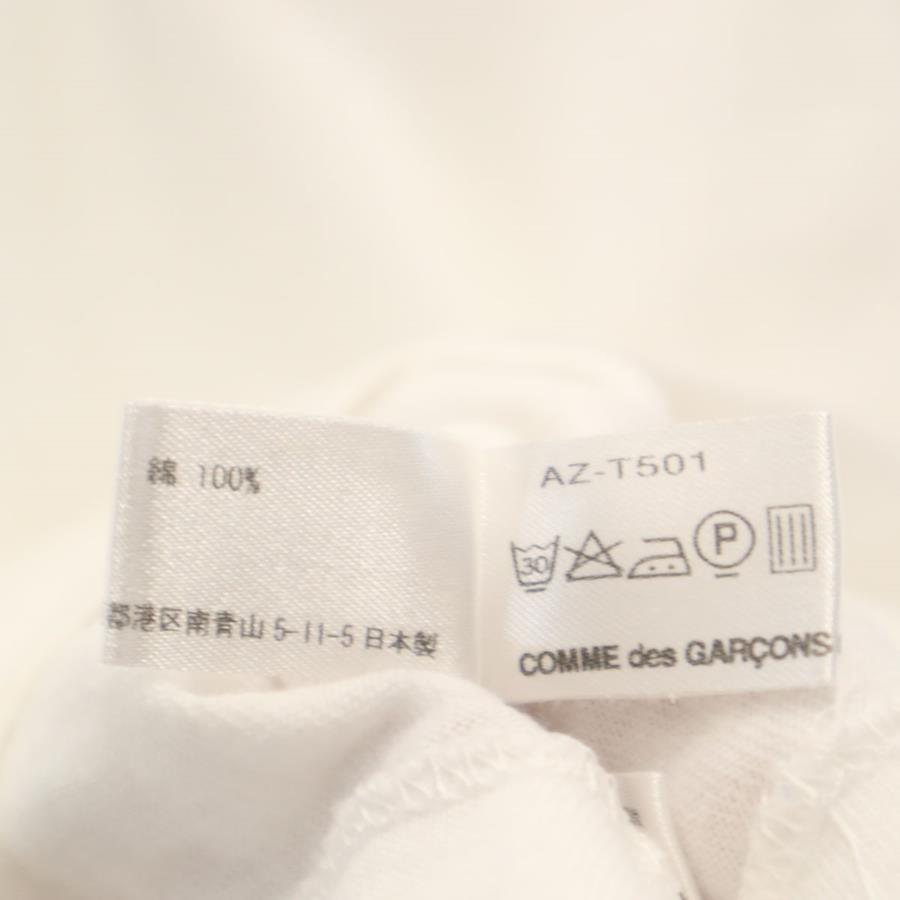 綿 100%
都港区南青山 5-11-5 日本製
AZ-T501
30
P
COMME des GARÇONS